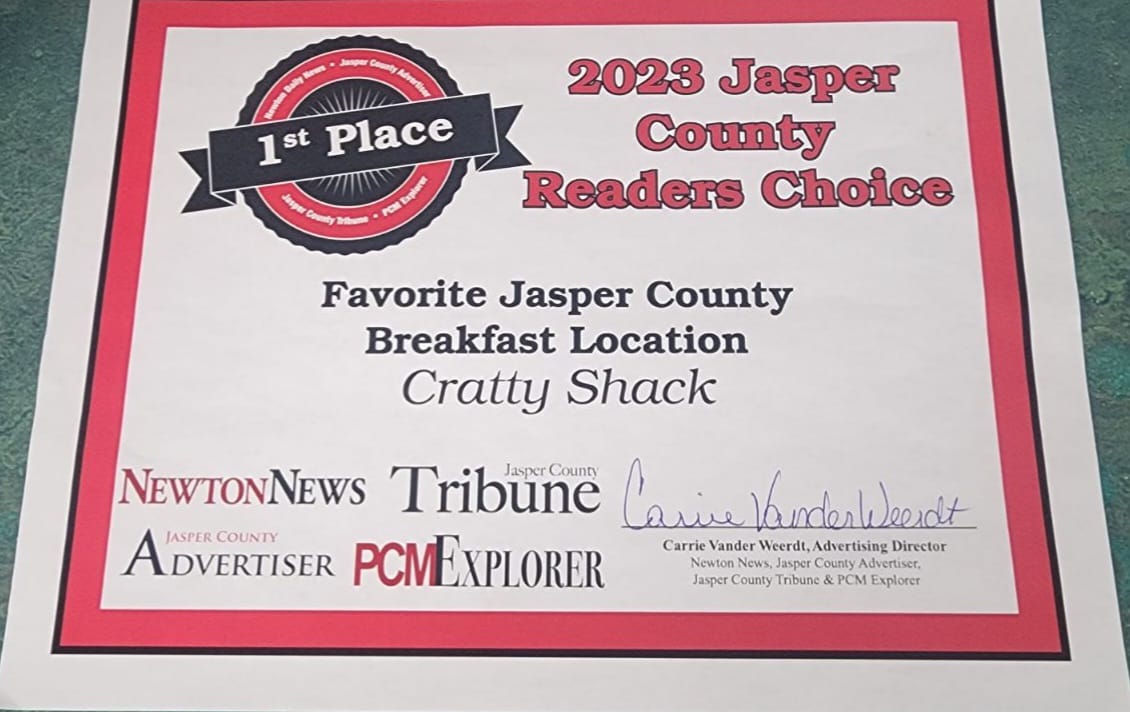 Newton Daily News • Jasper County Advertiser
1st Place
Jasper County Tribune • PCM Explorer
2023 Jasper
County
Readers Choice
Favorite Jasper County
Breakfast Location
Cratty Shack
NEWTONNEWS
Jasper County
Tribune
JASPER COUNTY
ADVERTISER
PCMEXPLORER
Carrie VanderWeerdt
Carrie Vander Weerdt, Advertising Director
Newton News, Jasper County Advertiser,
Jasper County Tribune & PCM Explorer